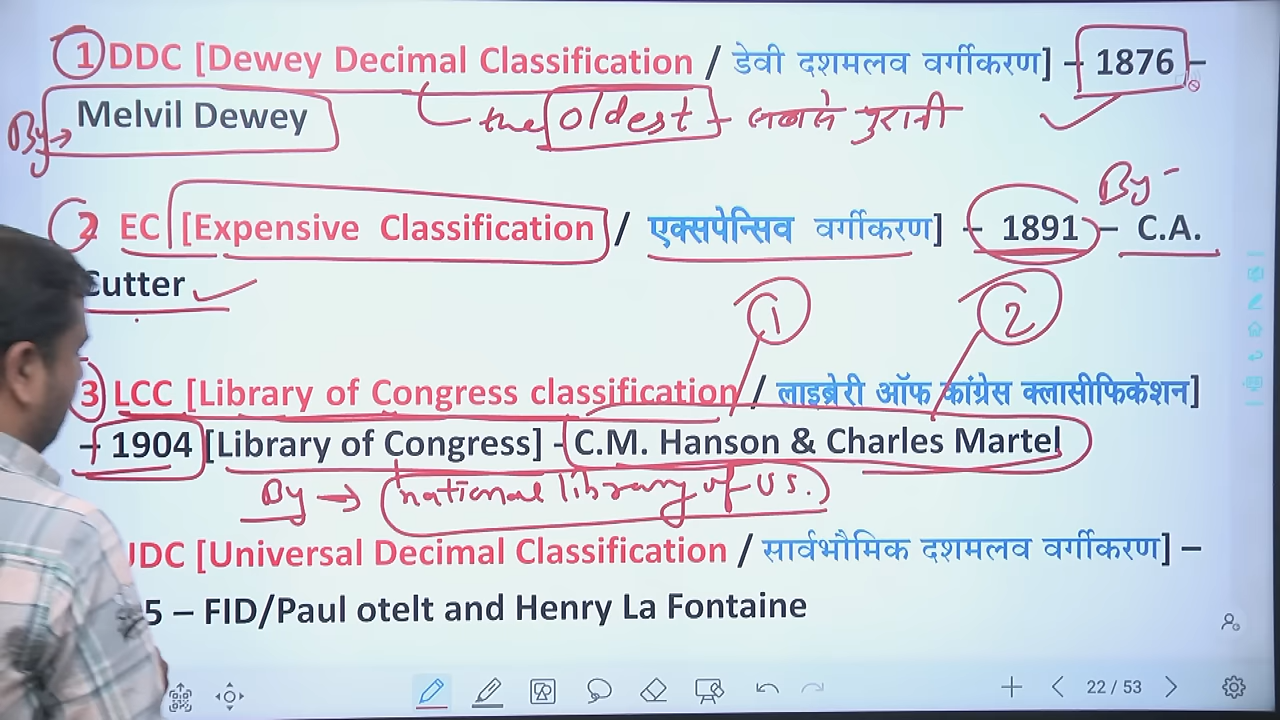 1 DDC [Dewey Decimal Classification / डेवी दशमलव वर्गीकरण] – 1876 –
By → Melvil Dewey the oldest - सबसे पुरानी
By -
2 EC [Expensive Classification / एक्सपेन्सिव वर्गीकरण] – 1891 – C.A.
Cutter
1 2
3 LCC [Library of Congress classification / लाइब्रेरी ऑफ कांग्रेस क्लासीफिकेशन]
– 1904 [Library of Congress] - C.M. Hanson & Charles Martel
By → national library of US.
UDC [Universal Decimal Classification / सार्वभौमिक दशमलव वर्गीकरण] –
5 – FID/Paul otelt and Henry La Fontaine
22 / 53